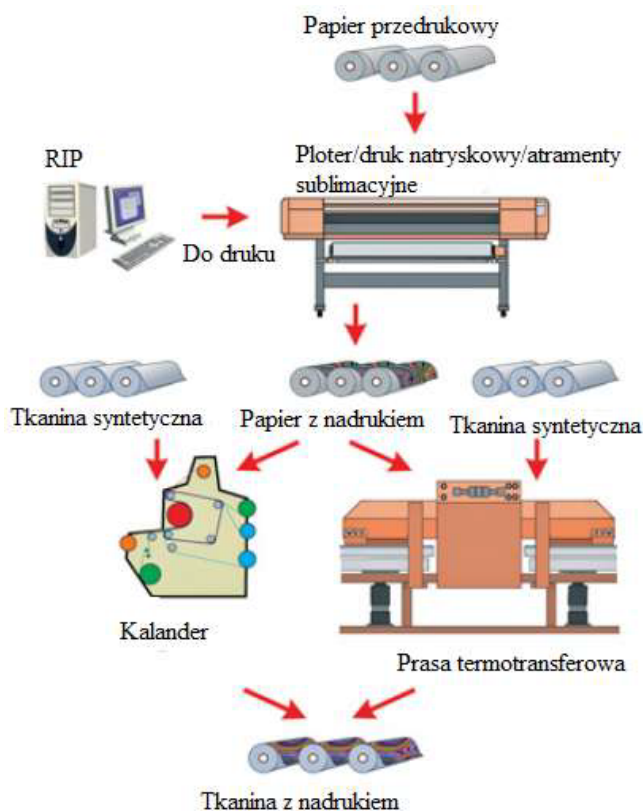 Papier przedrukowy
RIP
Ploter/druk natryskowy/atramenty
sublimacyjne
Do druku
Tkanina syntetyczna
Papier z nadrukiem
Tkanina syntetyczna
Kalander
Prasa termotransferowa
Tkanina z nadrukiem